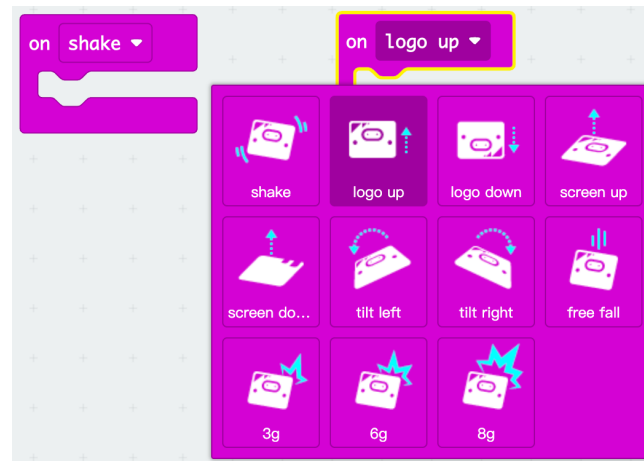 on shake
on logo up
shake
logo up
logo down
screen up
screen do...
tilt left
tilt right
free fall
3g
6g
8g